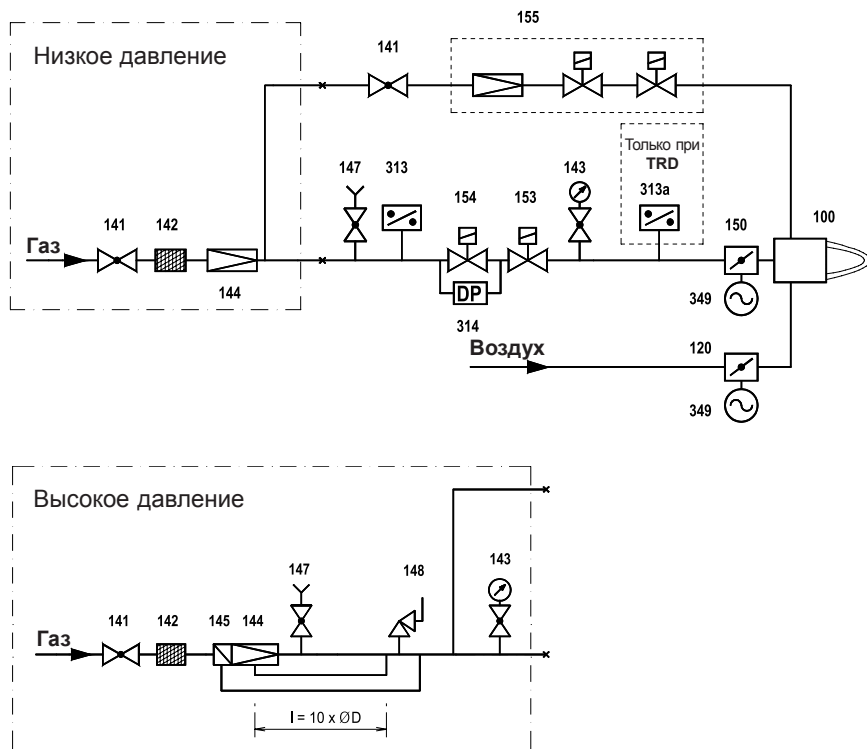 155
Низкое давление
141
Только при
TRD
147
313
143
313a
154
153
141
142
150
100
Газ
144
DP
349
314
Воздух
120
349
Высокое давление
147
148
143
141
142
145
144
Газ
l = 10 x ØD